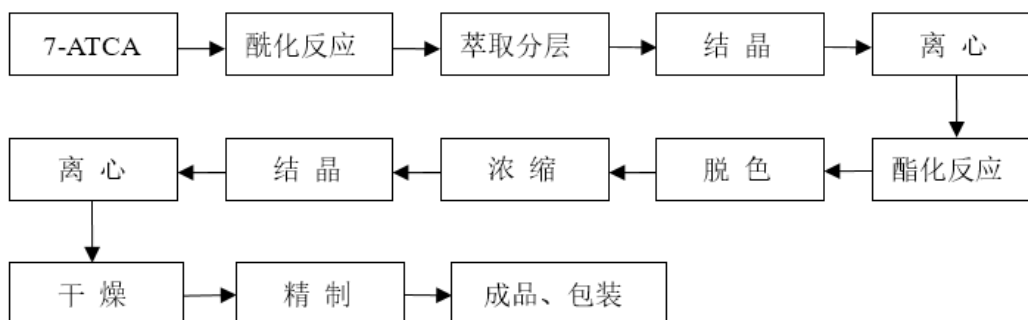 7-ATCA
酰化反应
萃取分层
结 晶
离 心
酯化反应
脱 色
浓 缩
结 晶
离 心
干 燥
精 制
成品、包装